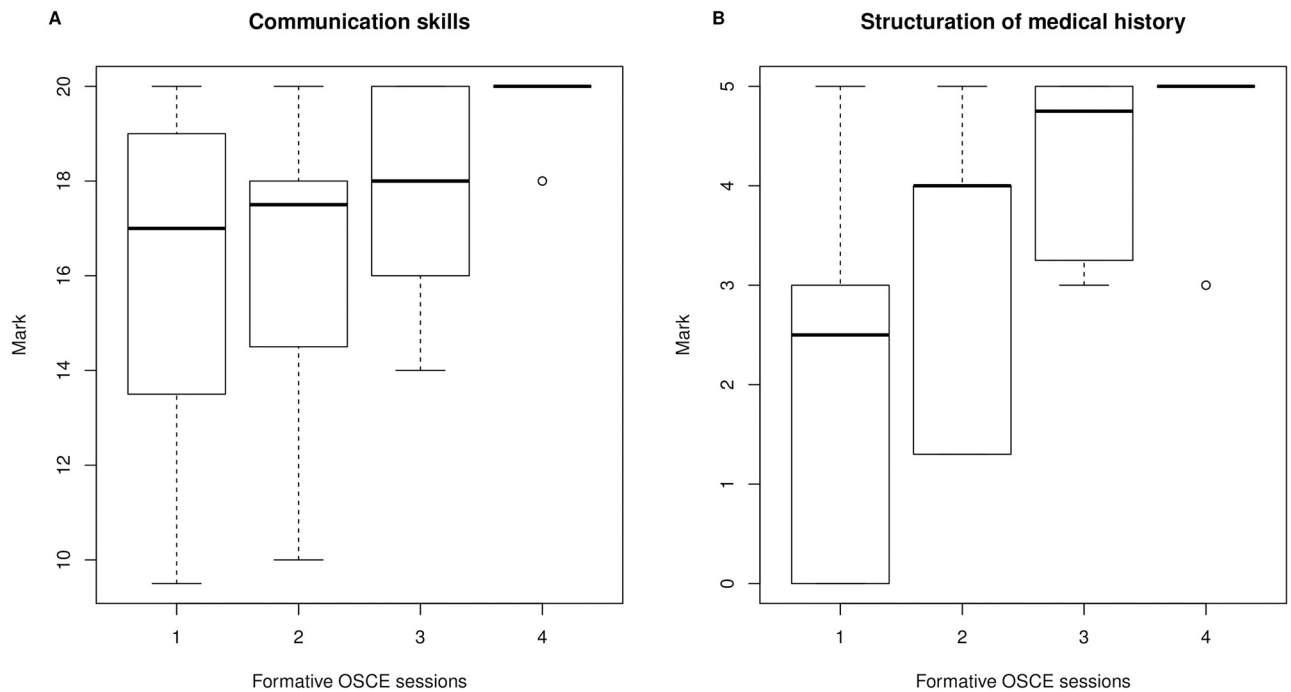 A
Communication skills
20
18
16
14
12
10
Mark
1 2 3 4
Formative OSCE sessions
B
Structuration of medical history
5
4
3
2
1
0
Mark
1 2 3 4
Formative OSCE sessions